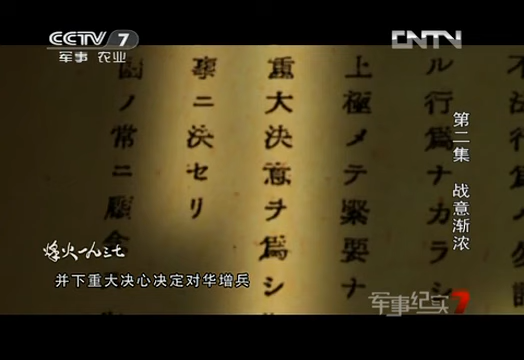 CCTV 7
军事 农业
CNTV
第二集 战意渐浓
ル行爲ナカラシ
上極メテ緊要ナ
重大決意ヲ爲シ
ニ決セリ
ノ常ニ
烽火一九三七
并下重大决心决定对华增兵
军事纪实7